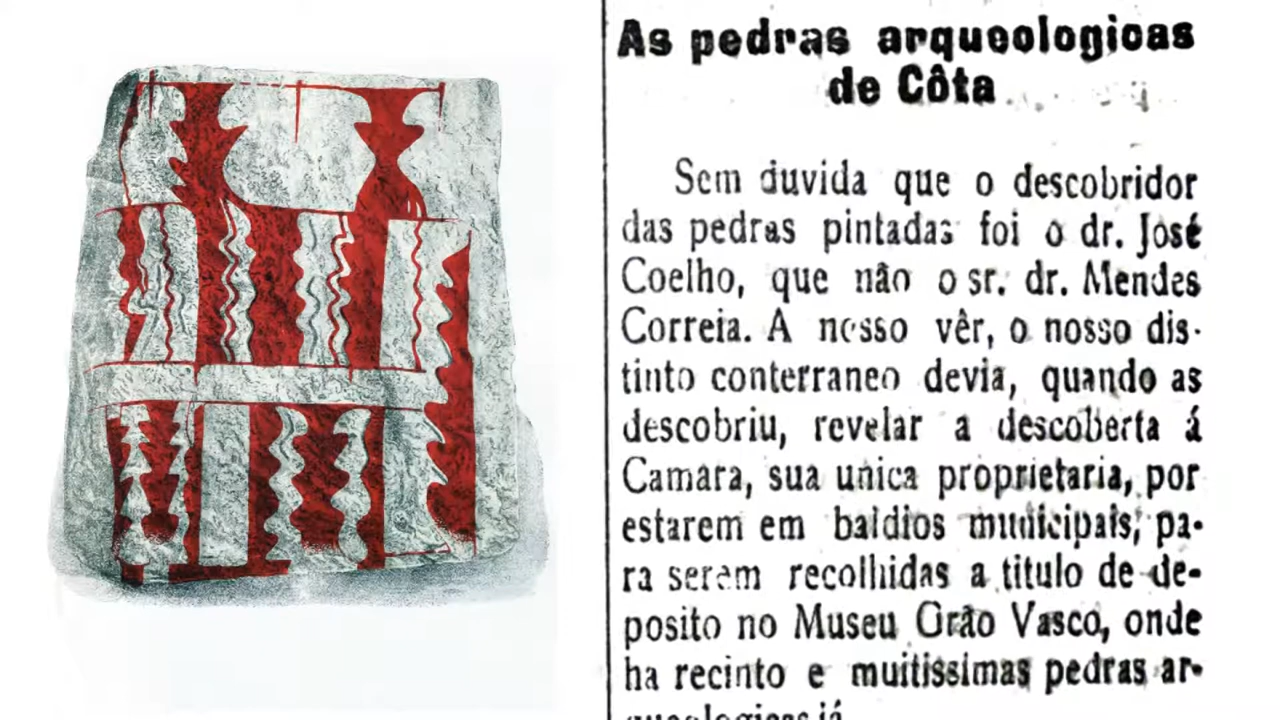 As pedras arqueologicas
de Côta
Sem duvida que o descobridor
das pedras pintadas foi o dr. José
Coelho, que não o sr. dr. Mendes
Correia. A nosso vêr, o nosso dis-
tinto conterraneo devia, quando as
descobriu, revelar a descoberta á
Camara, sua unica proprietaria, por
estarem em baldios municipais, pa-
ra serem recolhidas a titulo de de-
posito no Museu Grão Vasco, onde
ha recinto e muitissimas pedras ar-
queologicas já